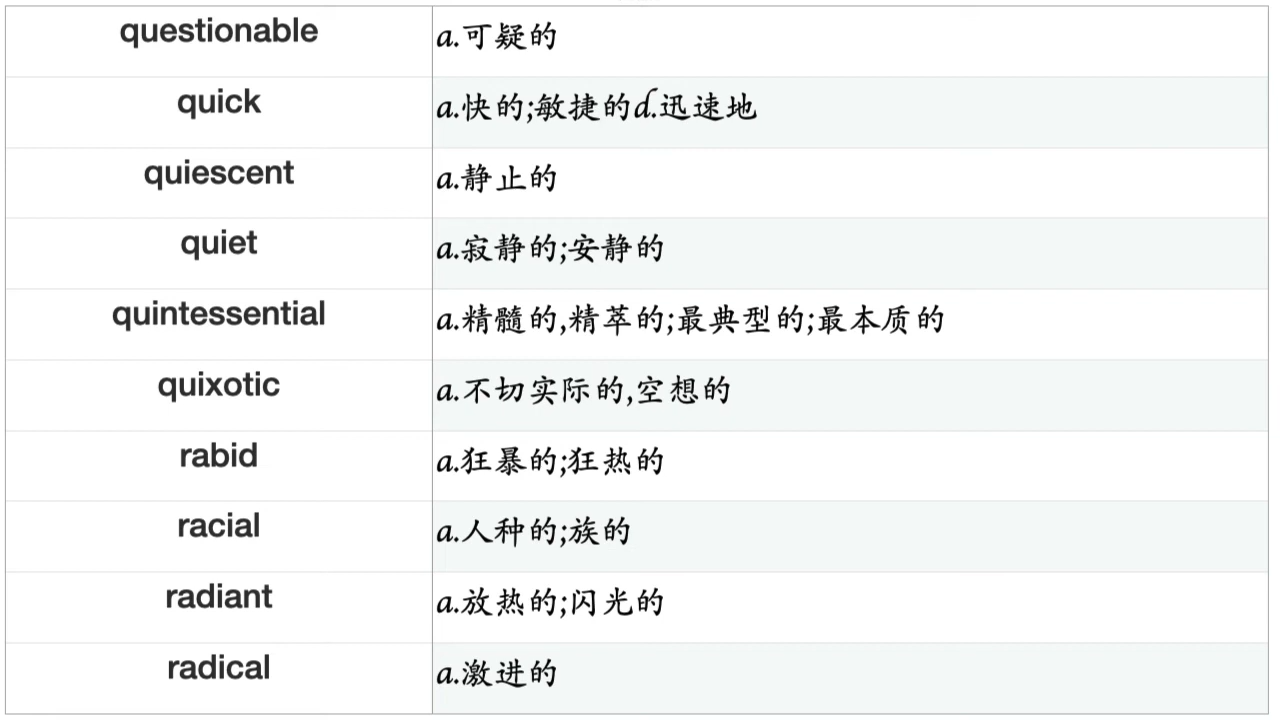 questionable a.可疑的
quick a.快的;敏捷的d.迅速地
quiescent a.静止的
quiet a.寂静的;安静的
quintessential a.精髓的,精萃的;最典型的;最本质的
quixotic a.不切实际的,空想的
rabid a.狂暴的;狂热的
racial a.人种的;族的
radiant a.放热的;闪光的
radical a.激进的